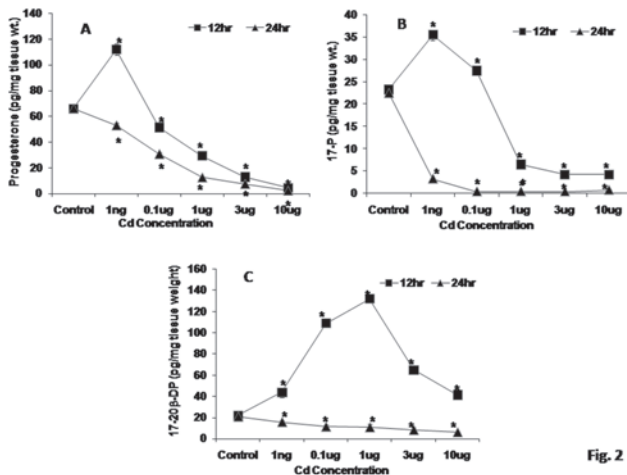 A
12hr
24hr
Progesterone (pg/mg tissue wt.)
140
120
100
80
60
40
20
0
*
*
*
*
*
*
*
*
*
*
Control 1ng 0.1ug 1ug 3ug 10ug
Cd Concentration
B
12hr
24hr
17-P (pg/mg tissue wt.)
40
35
30
25
20
15
10
5
0
*
*
*
*
*
*
*
*
*
*
Control 1ng 0.1ug 1ug 3ug 10ug
Cd Concentration
C
12hr
24hr
17-20β-DP (pg/mg tissue weight)
160
140
120
100
80
60
40
20
0
*
*
*
*
*
*
*
*
*
*
Control 1ng 0.1ug 1ug 3ug 10ug
Cd Concentration
Fig. 2